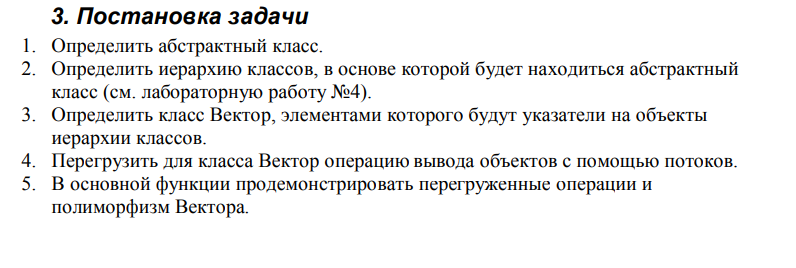 3. Постановка задачи
1. Определить абстрактный класс.
2. Определить иерархию классов, в основе которой будет находиться абстрактный
класс (см. лабораторную работу №4).
3. Определить класс Вектор, элементами которого будут указатели на объекты
иерархии классов.
4. Перегрузить для класса Вектор операцию вывода объектов с помощью потоков.
5. В основной функции продемонстрировать перегруженные операции и
полиморфизм Вектора.